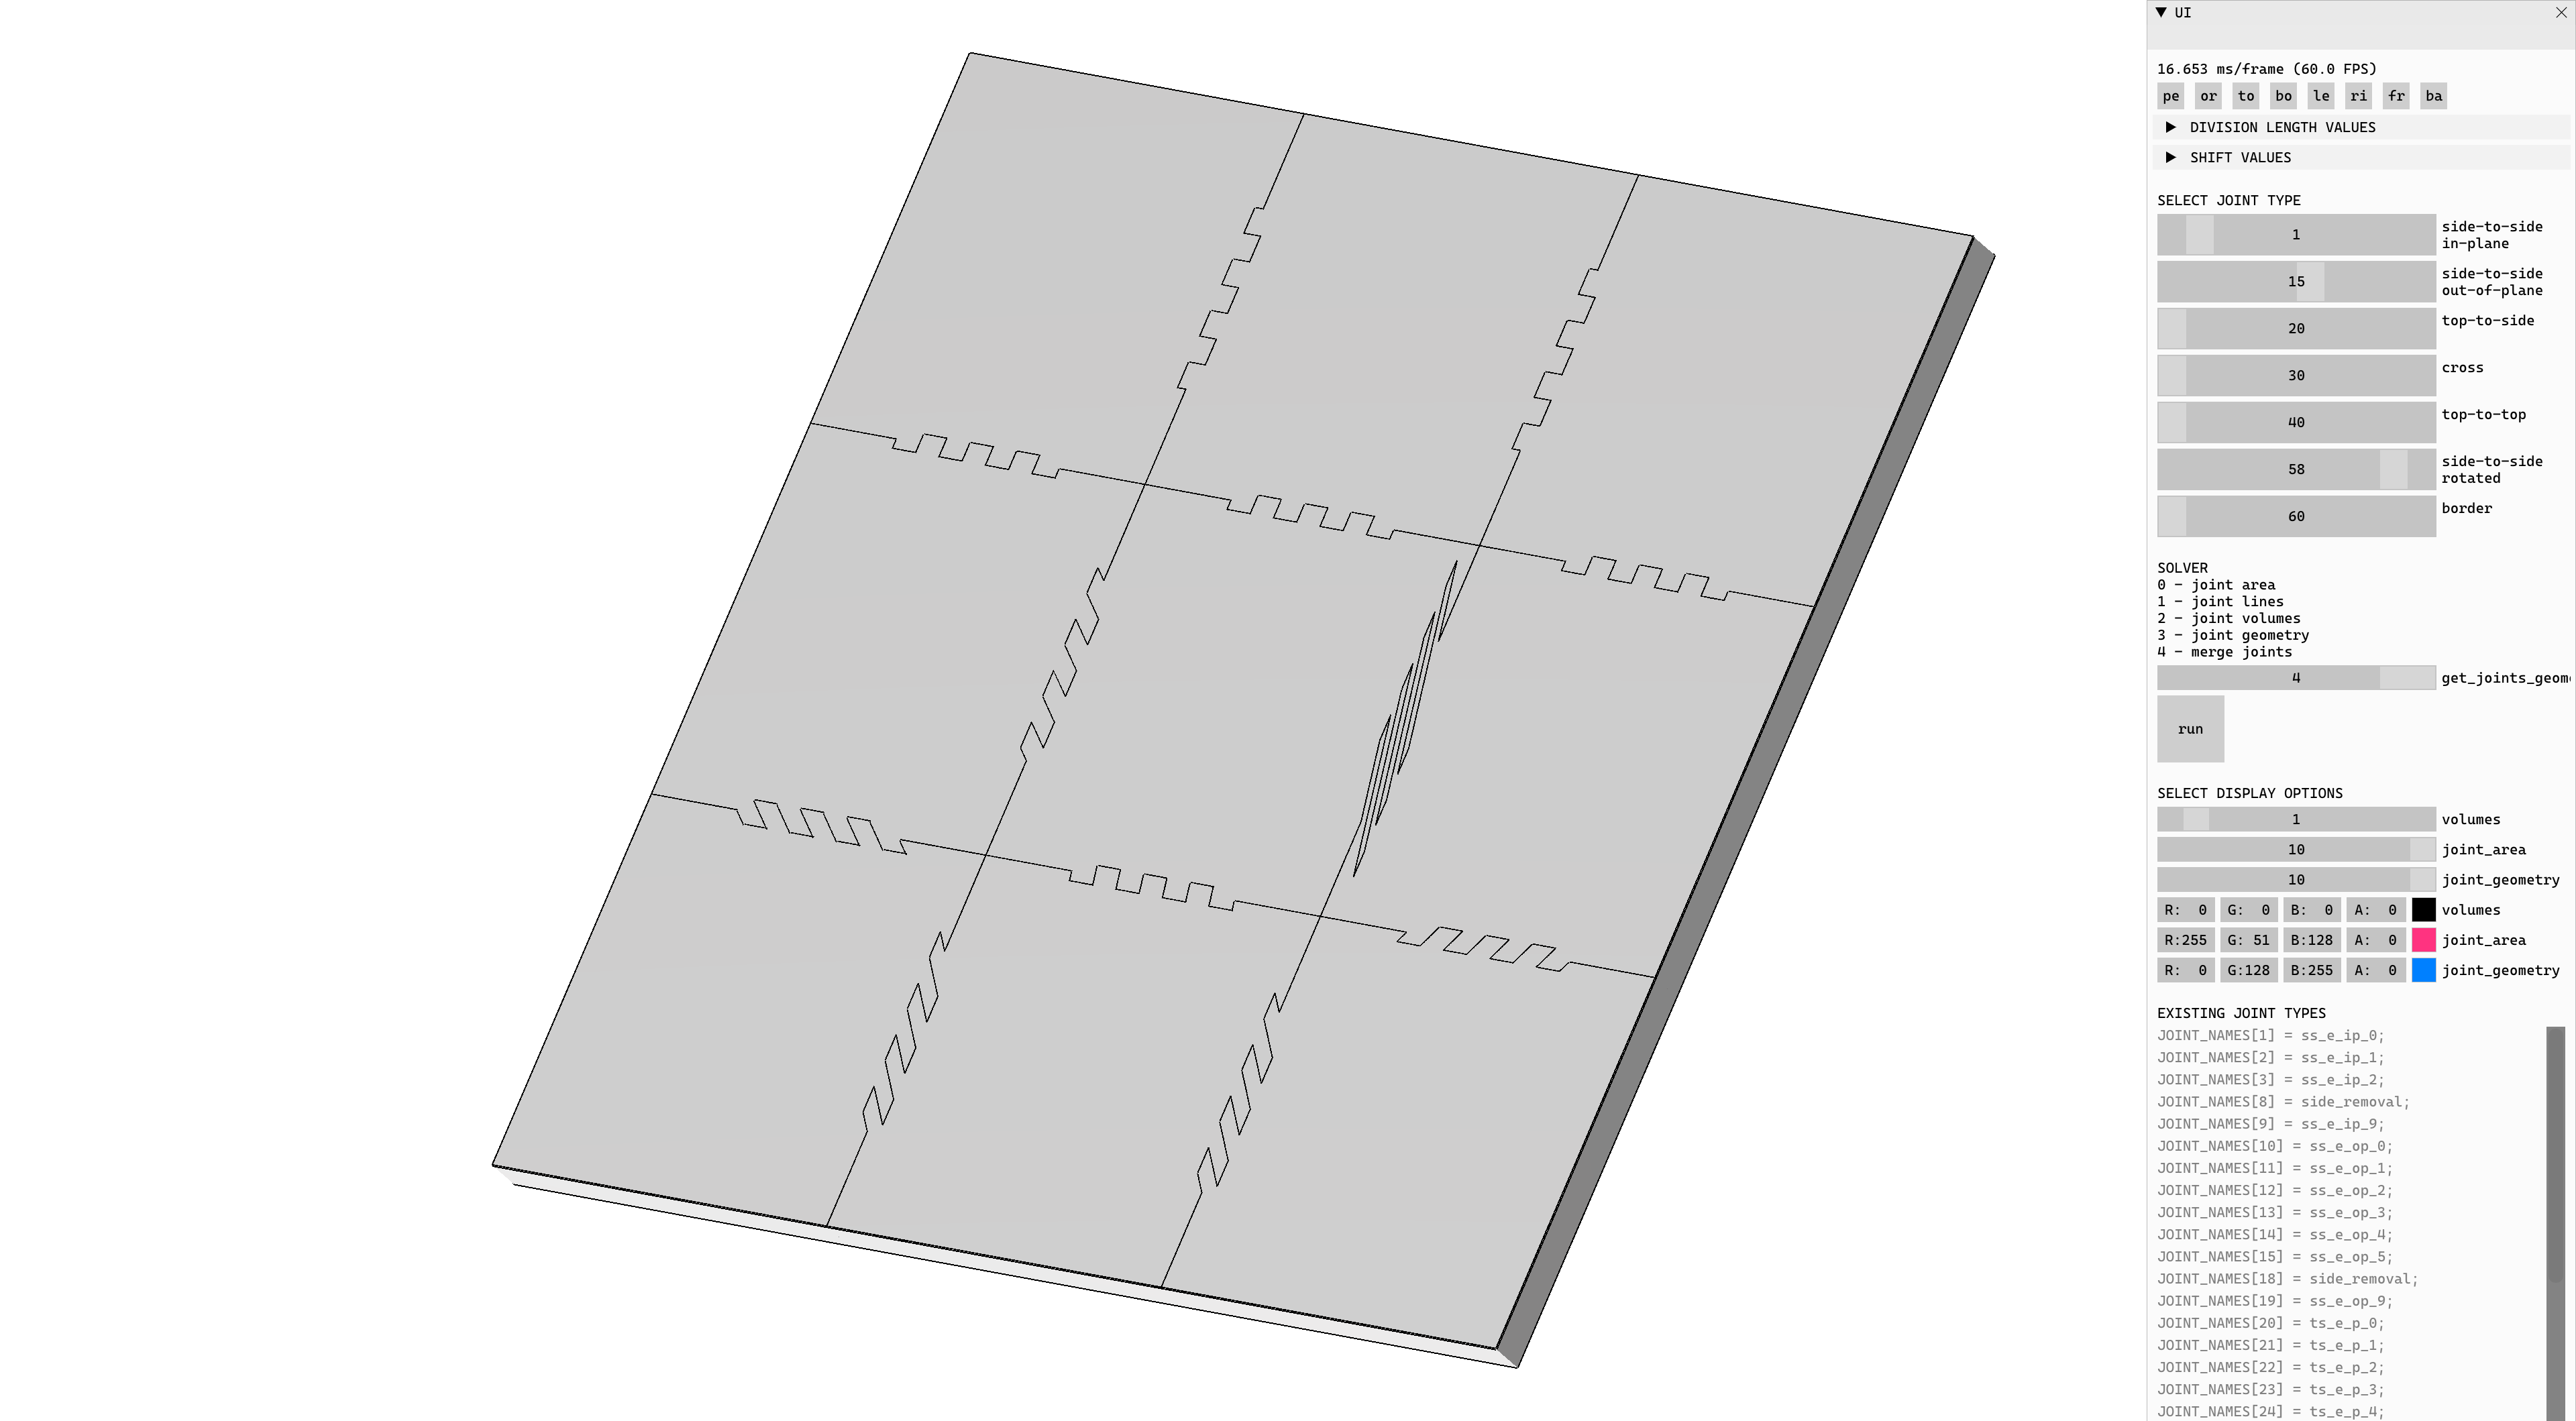 UI
16.653 ms/frame (60.0 FPS)
pe or to bo le ri fr ba
DIVISION LENGTH VALUES
SHIFT VALUES
SELECT JOINT TYPE
1 side-to-side
in-plane
15 side-to-side
out-of-plane
20 top-to-side
30 cross
40 top-to-top
58 side-to-side
rotated
60 border
SOLVER
0 - joint area
1 - joint lines
2 - joint volumes
3 - joint geometry
4 - merge joints
4 get_joints_geom
run
SELECT DISPLAY OPTIONS
1 volumes
10 joint_area
10 joint_geometry
R: 0 G: 0 B: 0 A: 0 volumes
R:255 G: 51 B:128 A: 0 joint_area
R: 0 G:128 B:255 A: 0 joint_geometry
EXISTING JOINT TYPES
JOINT_NAMES[1] = ss_e_ip_0;
JOINT_NAMES[2] = ss_e_ip_1;
JOINT_NAMES[3] = ss_e_ip_2;
JOINT_NAMES[8] = side_removal;
JOINT_NAMES[9] = ss_e_ip_9;
JOINT_NAMES[10] = ss_e_op_0;
JOINT_NAMES[11] = ss_e_op_1;
JOINT_NAMES[12] = ss_e_op_2;
JOINT_NAMES[13] = ss_e_op_3;
JOINT_NAMES[14] = ss_e_op_4;
JOINT_NAMES[15] = ss_e_op_5;
JOINT_NAMES[18] = side_removal;
JOINT_NAMES[19] = ss_e_op_9;
JOINT_NAMES[20] = ts_e_p_0;
JOINT_NAMES[21] = ts_e_p_1;
JOINT_NAMES[22] = ts_e_p_2;
JOINT_NAMES[23] = ts_e_p_3;
JOINT_NAMES[24] = ts_e_p_4;